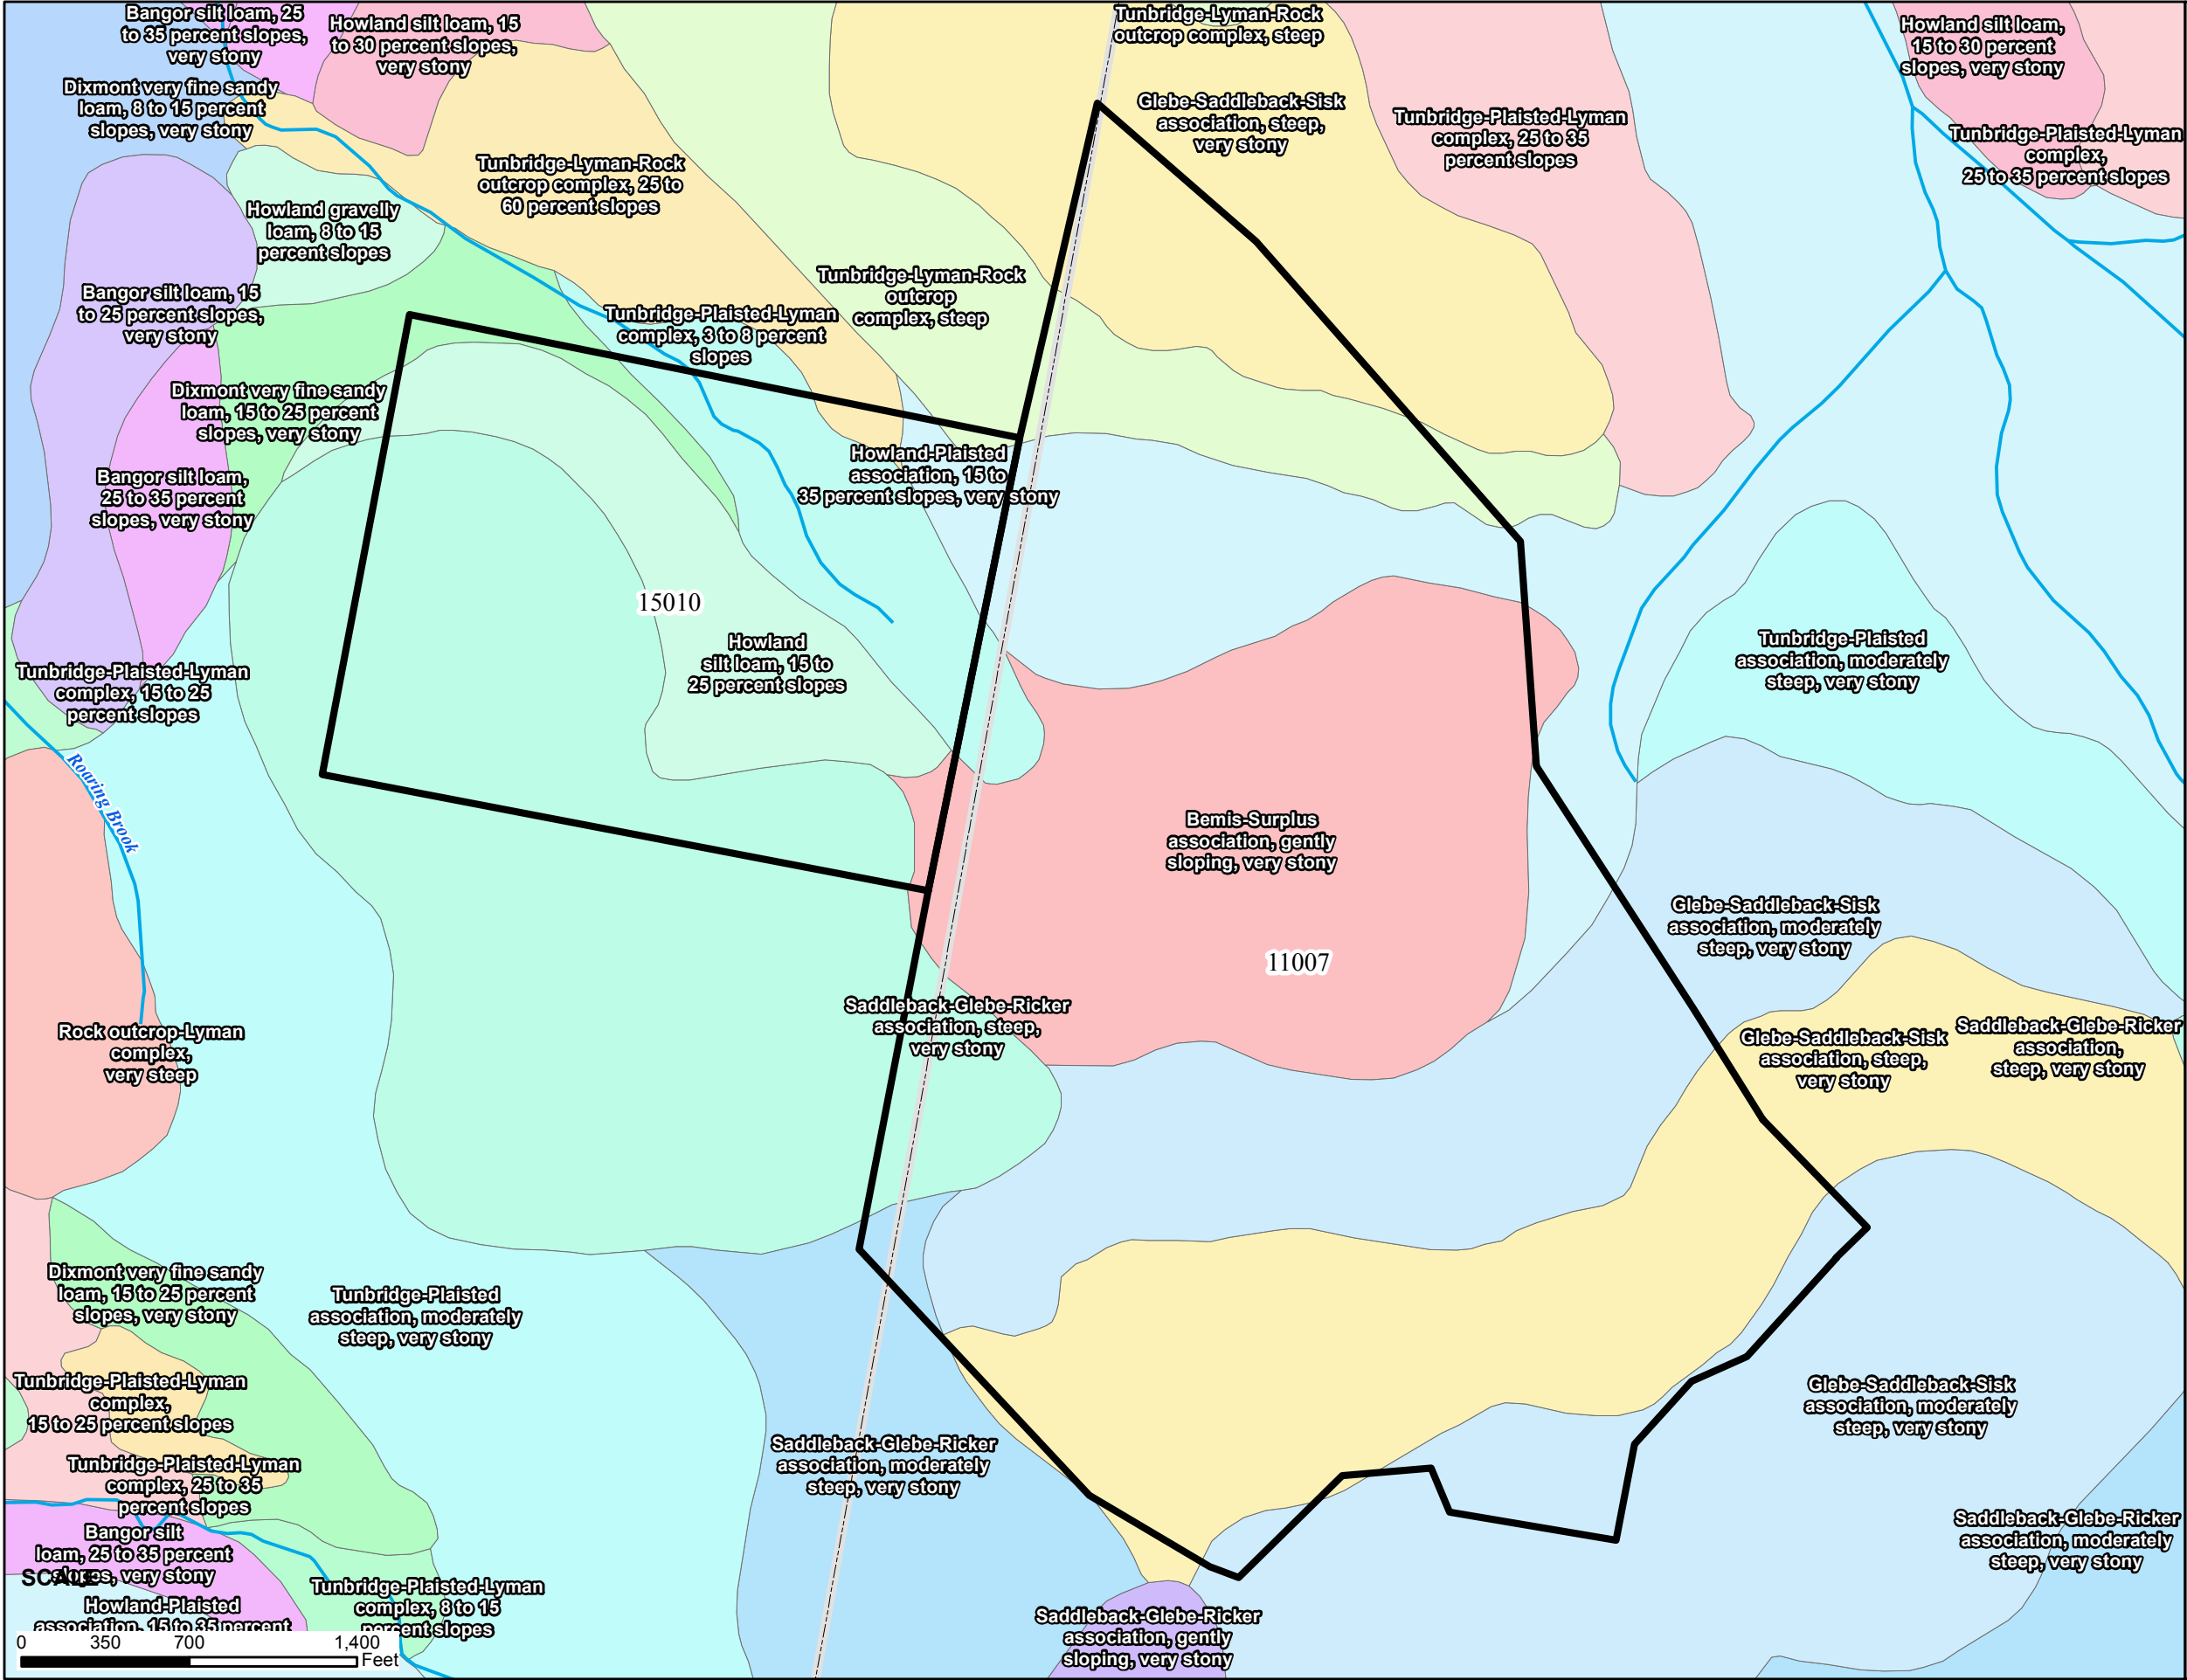 Bangor silt loam, 25
to 35 percent slopes,
very stony
Howland silt loam, 15
to 30 percent slopes,
very stony
Tunbridge-Lyman-Rock
outcrop complex, steep
Howland silt loam,
15 to 30 percent
slopes, very stony
Dixmont very fine sandy
loam, 8 to 15 percent
slopes, very stony
Glebe-Saddleback-Sisk
association, steep,
very stony
Tunbridge-Plaisted-Lyman
complex, 25 to 35
percent slopes
Tunbridge-Plaisted-Lyman
complex,
25 to 35 percent slopes
Tunbridge-Lyman-Rock
outcrop complex, 25 to
60 percent slopes
Howland gravelly
loam, 8 to 15
percent slopes
Tunbridge-Lyman-Rock
outcrop
complex, steep
Bangor silt loam, 15
to 25 percent slopes,
very stony
Tunbridge-Plaisted-Lyman
complex, 3 to 8 percent
slopes
Dixmont very fine sandy
loam, 15 to 25 percent
slopes, very stony
Howland-Plaisted
association, 15 to
35 percent slopes, very stony
Bangor silt loam,
25 to 35 percent
slopes, very stony
15010
Howland
silt loam, 15 to
25 percent slopes
Tunbridge-Plaisted
association, moderately
steep, very stony
Tunbridge-Plaisted-Lyman
complex, 15 to 25
percent slopes
Roaring Brook
Bemis-Surplus
association, gently
sloping, very stony
Glebe-Saddleback-Sisk
association, moderately
steep, very stony
11007
Saddleback-Glebe-Ricker
association, steep,
very stony
Rock outcrop-Lyman
complex,
very steep
Glebe-Saddleback-Sisk
association, steep,
very stony
Saddleback-Glebe-Ricker
association,
steep, very stony
Dixmont very fine sandy
loam, 15 to 25 percent
slopes, very stony
Tunbridge-Plaisted
association, moderately
steep, very stony
Tunbridge-Plaisted-Lyman
complex,
15 to 25 percent slopes
Glebe-Saddleback-Sisk
association, moderately
steep, very stony
Saddleback-Glebe-Ricker
association, moderately
steep, very stony
Tunbridge-Plaisted-Lyman
complex, 25 to 35
percent slopes
Saddleback-Glebe-Ricker
association, moderately
steep, very stony
Bangor silt
loam, 25 to 35 percent
slopes, very stony
SCALE
Tunbridge-Plaisted-Lyman
complex, 8 to 15
percent slopes
Howland-Plaisted
association, 15 to 35 percent
Saddleback-Glebe-Ricker
association, gently
sloping, very stony
0 350 700 1,400
Feet